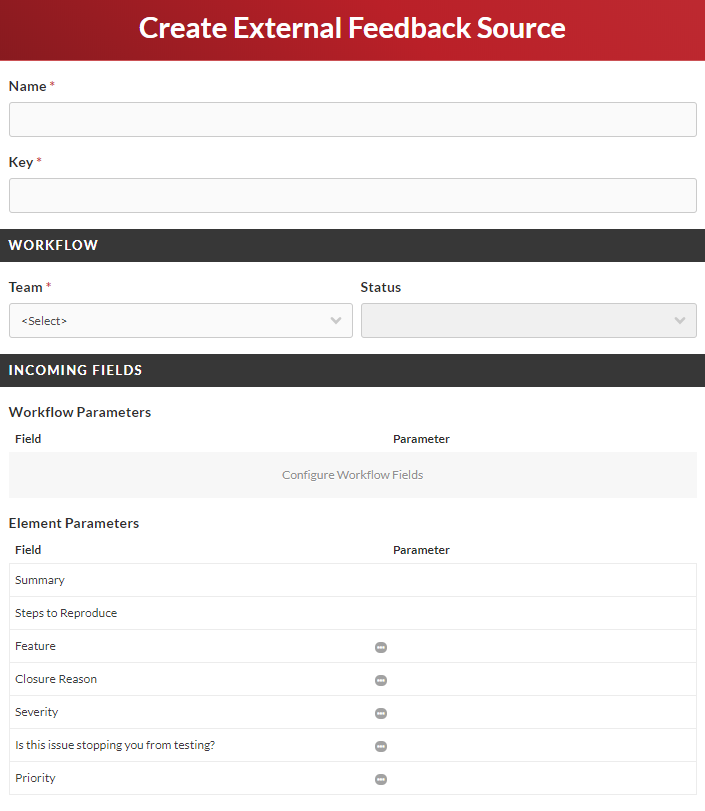 Create External Feedback Source
Name *
Key *
WORKFLOW
Team * Status
<Select>
INCOMING FIELDS
Workflow Parameters
Field Parameter
Configure Workflow Fields
Element Parameters
Field Parameter
Summary
Steps to Reproduce
Feature
Closure Reason
Severity
Is this issue stopping you from testing?
Priority